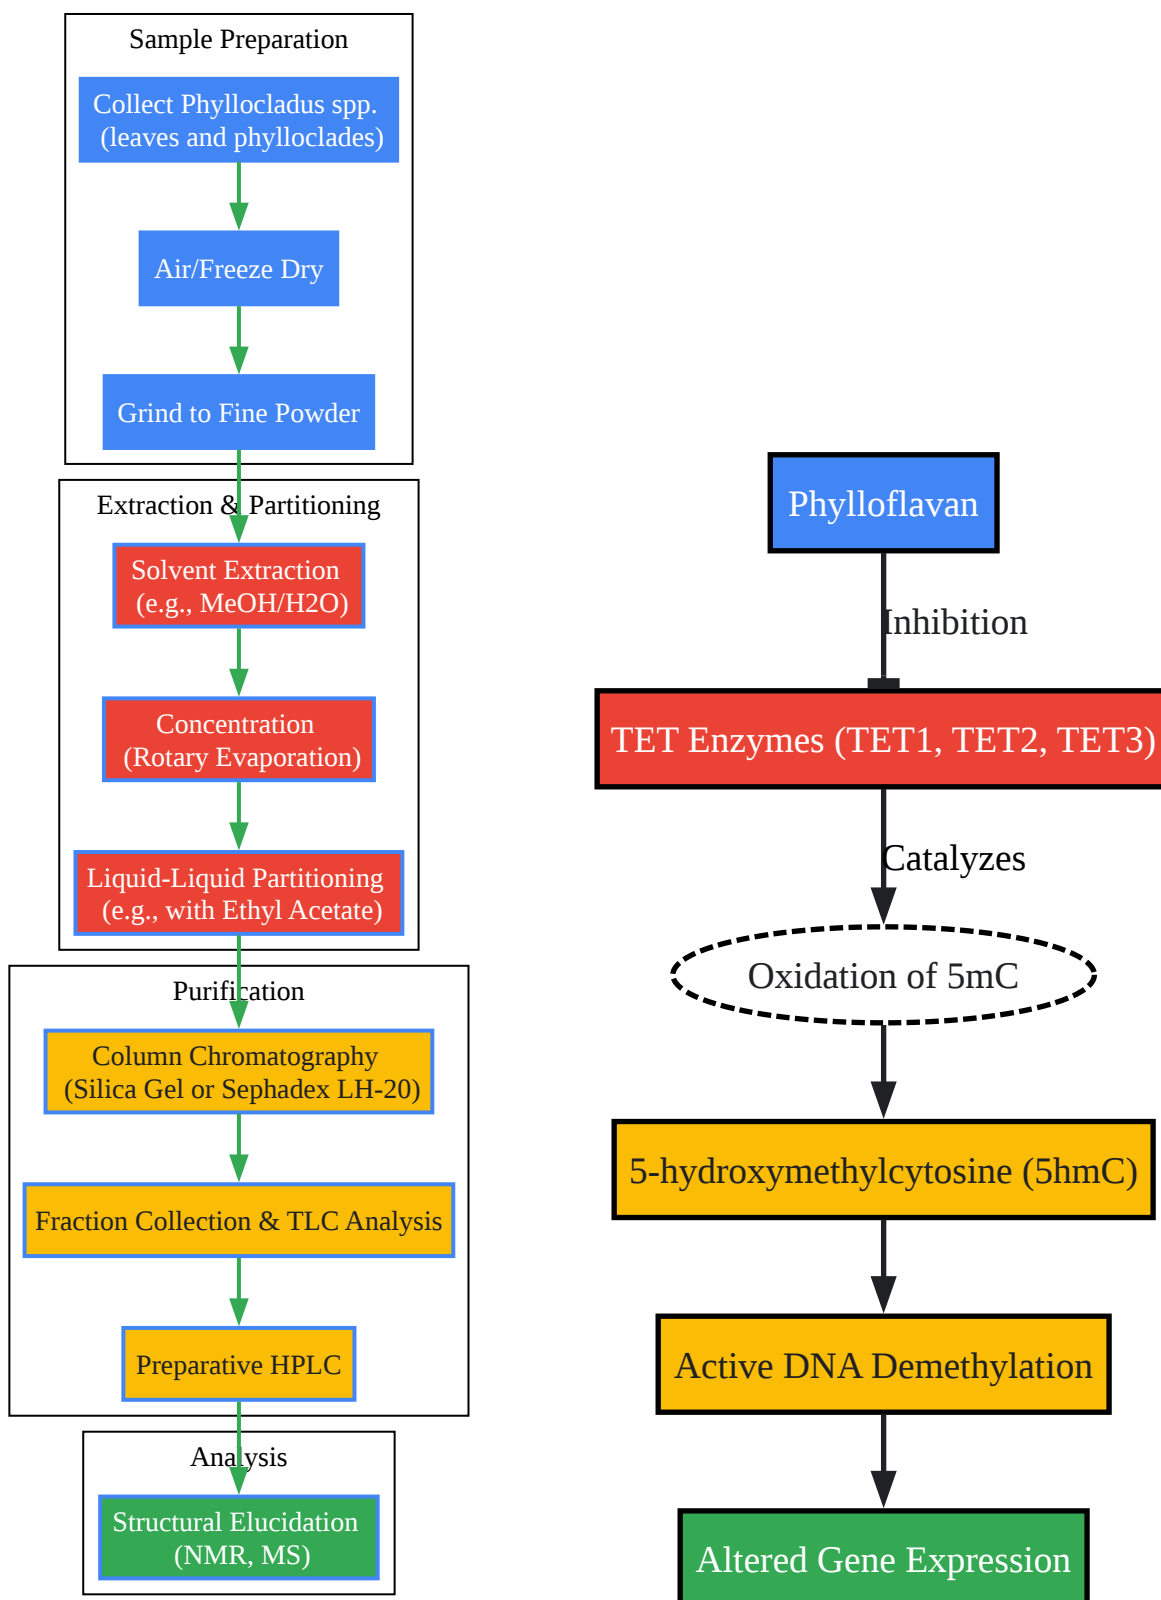 Sample Preparation
Collect Phyllocladus spp.
(leaves and phylloclades)
Air/Freeze Dry
Grind to Fine Powder
Extraction & Partitioning
Solvent Extraction
(e.g., MeOH/H2O)
Concentration
(Rotary Evaporation)
Liquid-Liquid Partitioning
(e.g., with Ethyl Acetate)
Purification
Column Chromatography
(Silica Gel or Sephadex LH-20)
Fraction Collection & TLC Analysis
Preparative HPLC
Analysis
Structural Elucidation
(NMR, MS)
Phylloflavan
Inhibition
TET Enzymes (TET1, TET2, TET3)
Catalyzes
Oxidation of 5mC
5-hydroxymethylcytosine (5hmC)
Active DNA Demethylation
Altered Gene Expression